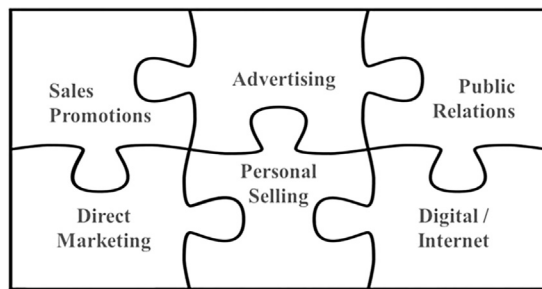 Sales
Promotions
Advertising
Public
Relations
Direct
Marketing
Personal
Selling
Digital /
Internet